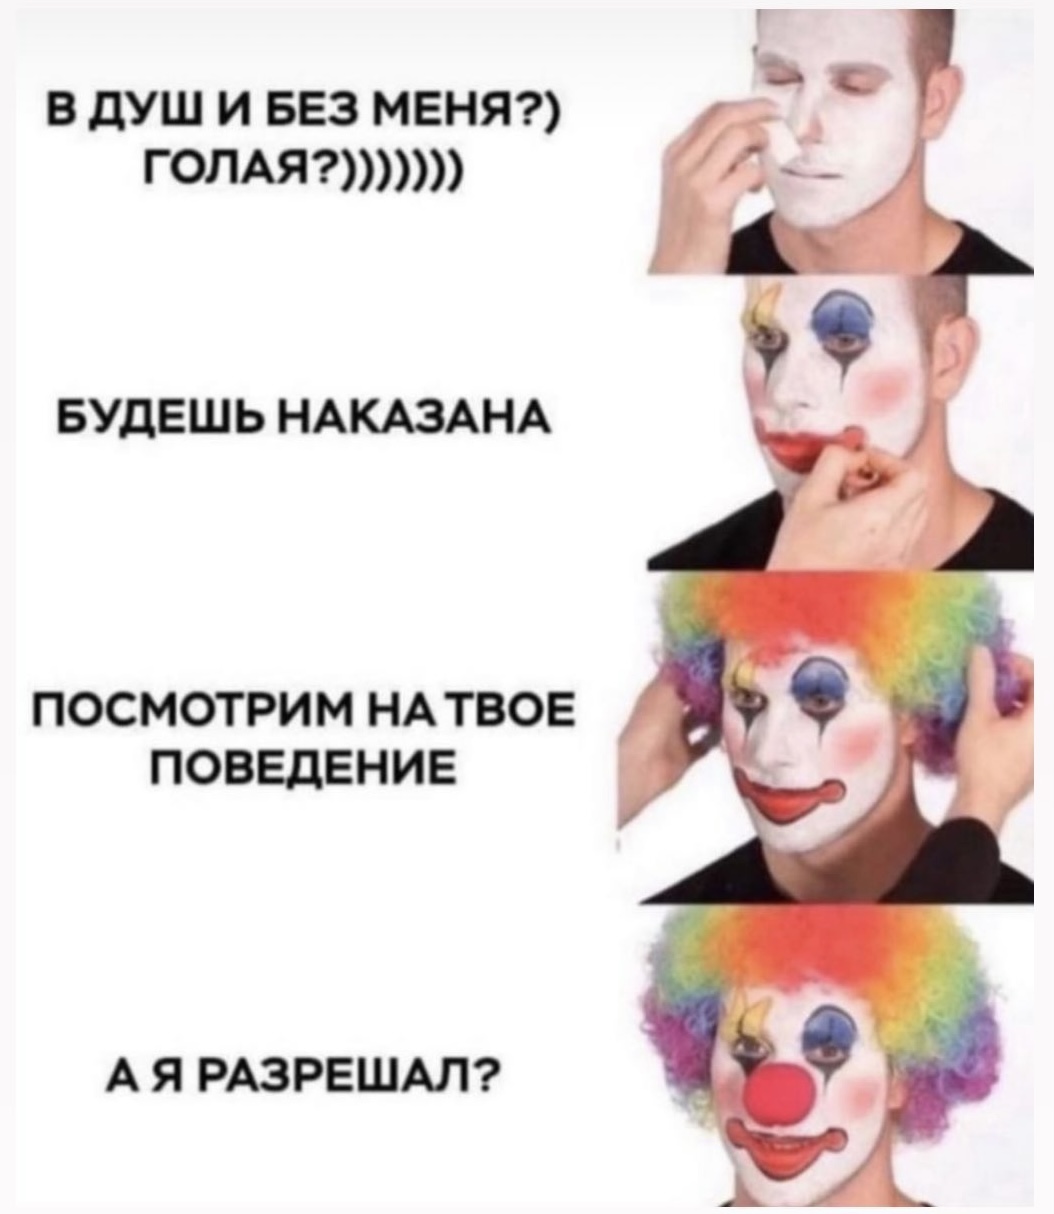 В ДУШ И БЕЗ МЕНЯ?)
ГОЛАЯ?)))))))
БУДЕШЬ НАКАЗАНА
ПОСМОТРИМ НА ТВОЕ
ПОВЕДЕНИЕ
А Я РАЗРЕШАЛ?